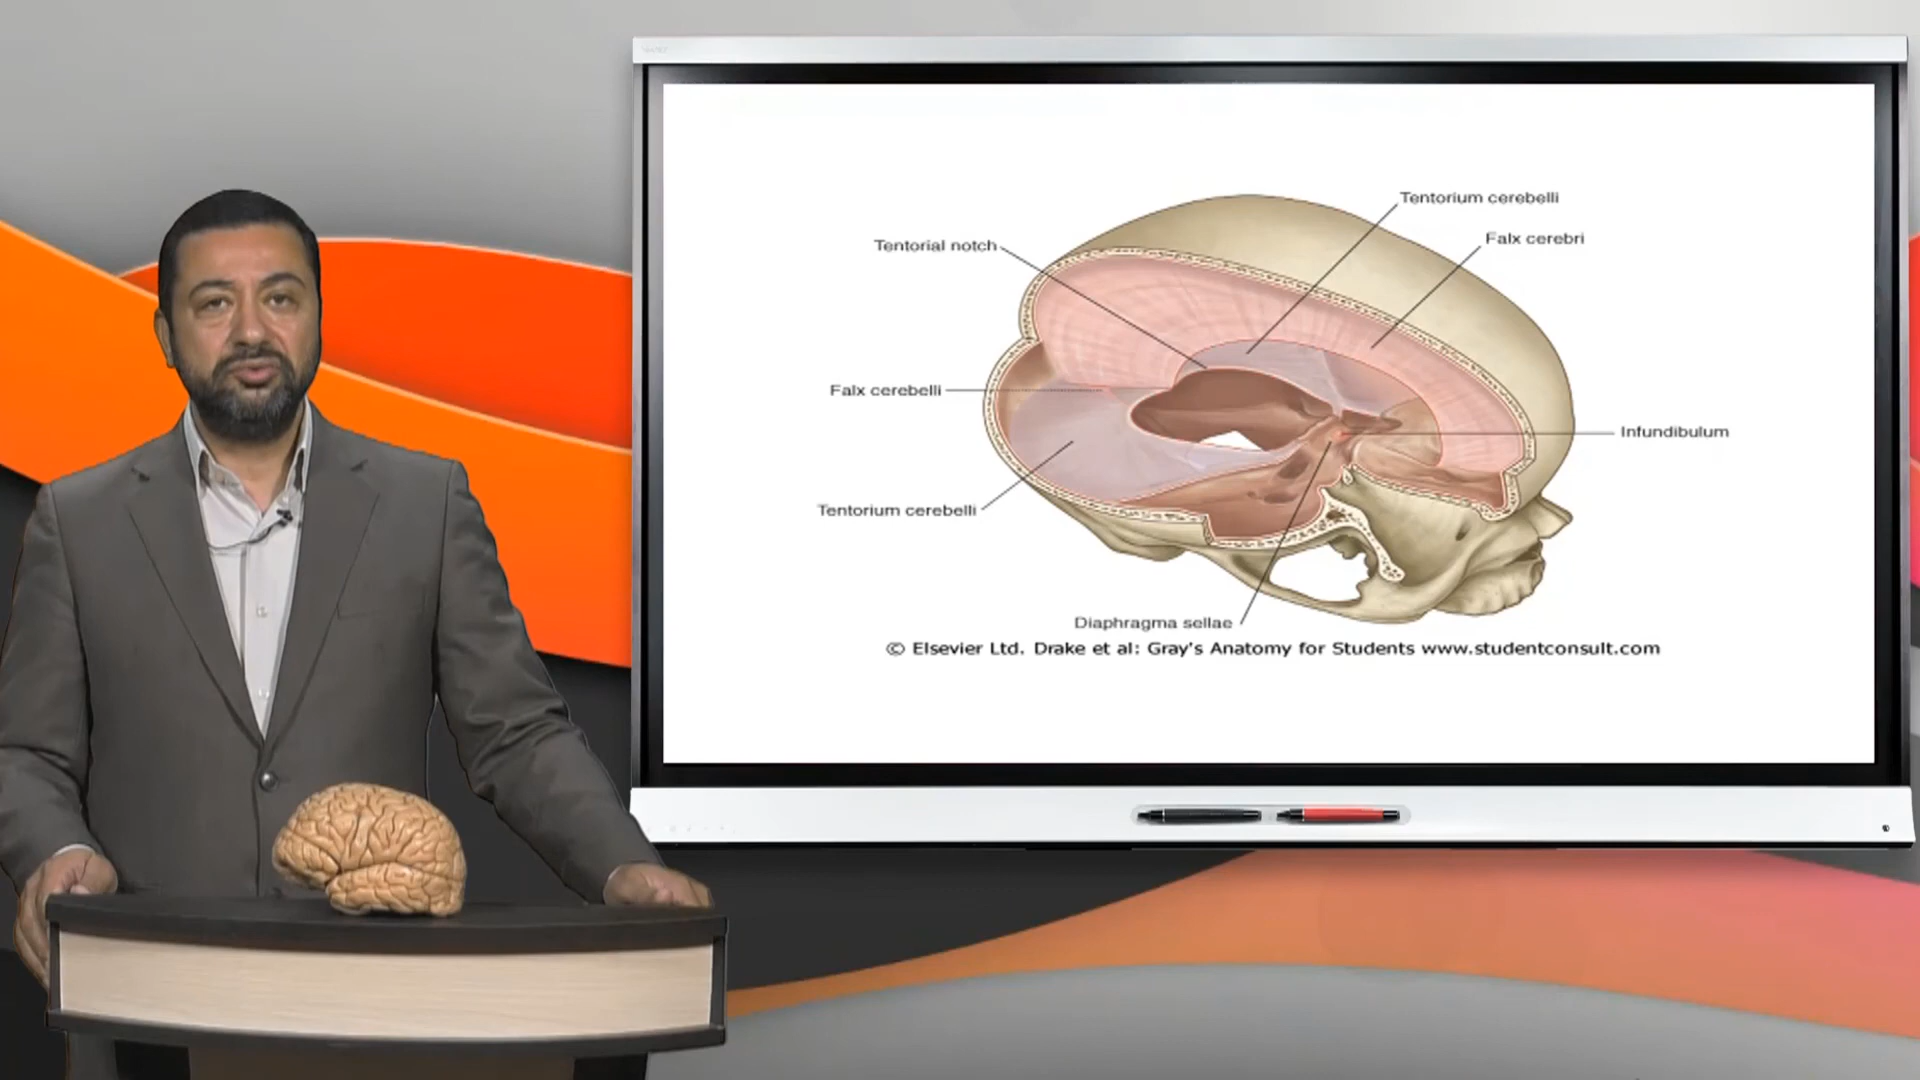 Tentorium cerebelli
Falx cerebri
Tentorial notch
Falx cerebelli
Infundibulum
Tentorium cerebelli
Diaphragma sellae
© Elsevier Ltd. Drake et al: Gray's Anatomy for Students www.studentconsult.com